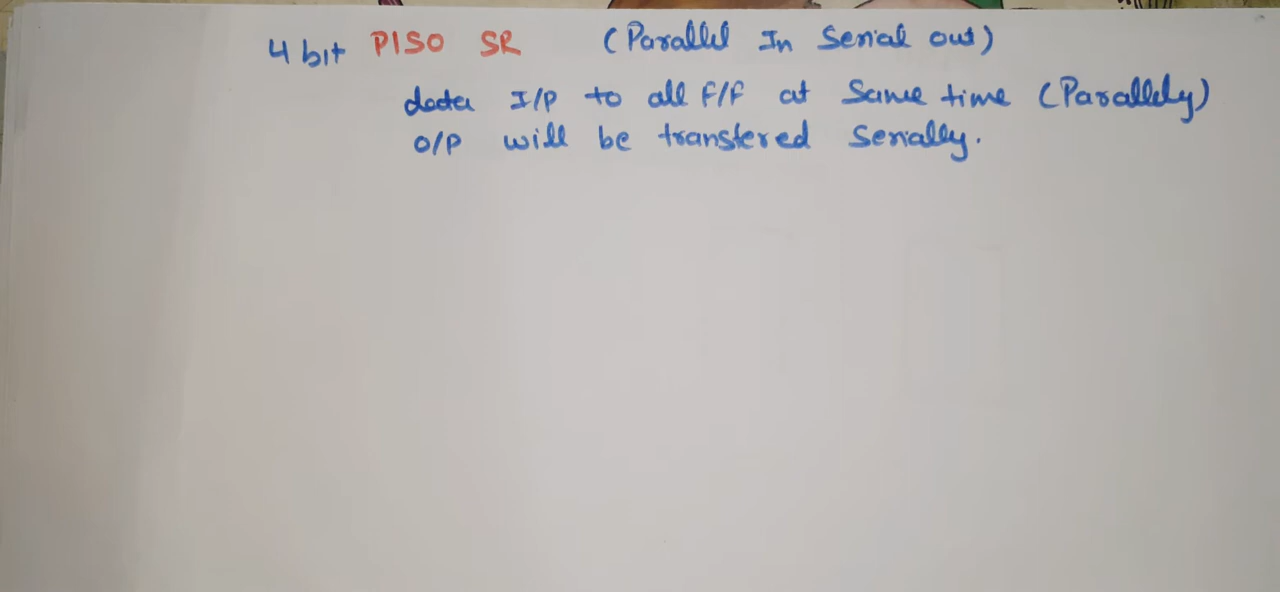 4 bit PISO SR (Parallel In Serial out)
data I/P to all F/F at Same time (Parallely)
O/P will be transfered Serially.